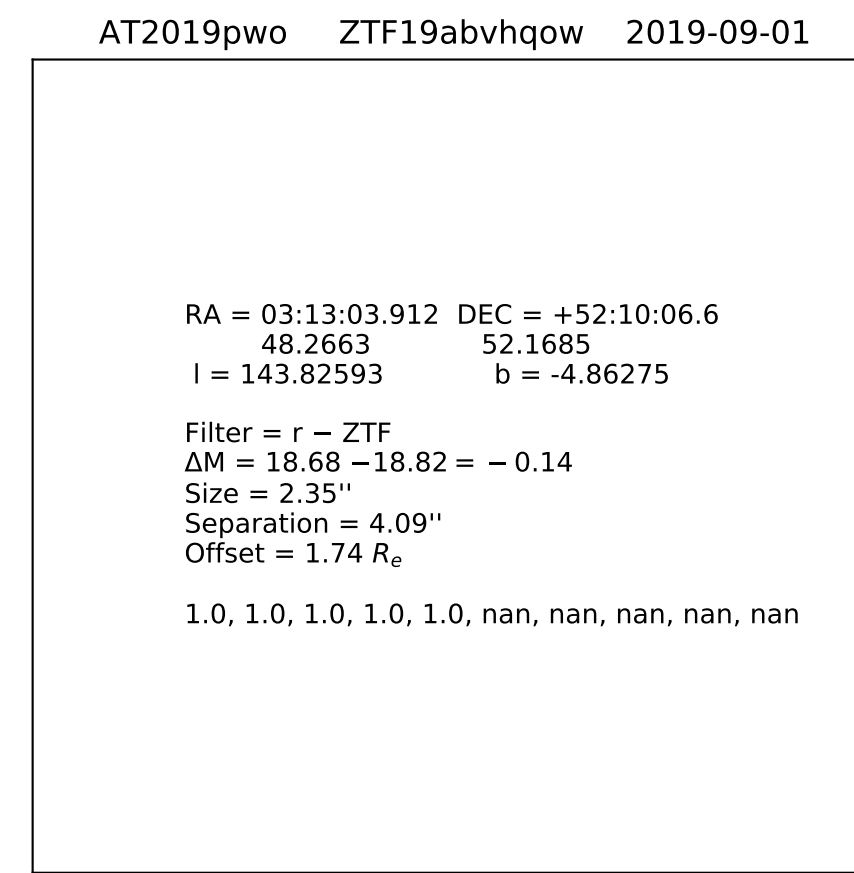 AT2019pwo ZTF19abvhqow 2019-09-01
RA = 03:13:03.912 DEC = +52:10:06.6
48.2663 52.1685
l = 143.82593 b = -4.86275
Filter = r − ZTF
ΔM = 18.68 −18.82 = − 0.14
Size = 2.35''
Separation = 4.09''
Offset = 1.74 Rₑ
1.0, 1.0, 1.0, 1.0, 1.0, nan, nan, nan, nan, nan